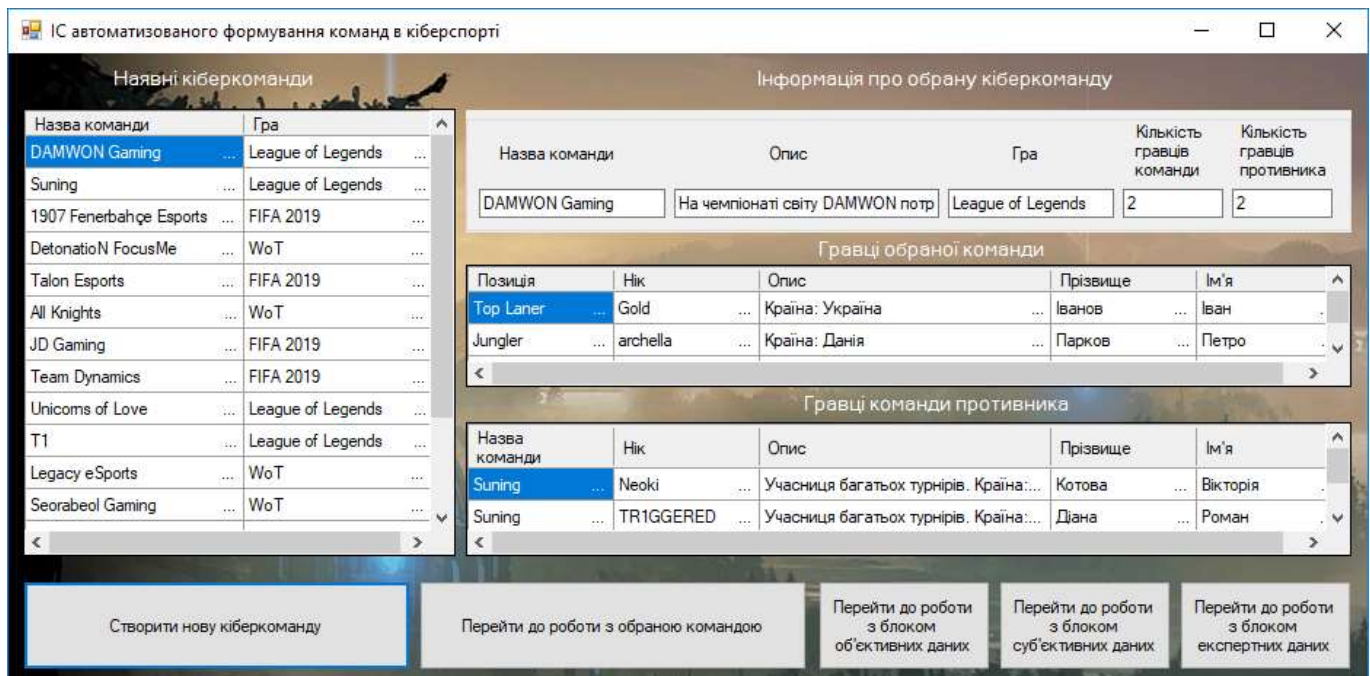 ІС автоматизованого формування команд в кіберспорті
Наявні кіберкоманди
Назва команди Гра
DAMWON Gaming ... League of Legends ...
Suning ... League of Legends ...
1907 Fenerbahçe Esports ... FIFA 2019 ...
DetonatioN FocusMe ... WoT ...
Talon Esports ... FIFA 2019 ...
All Knights ... WoT ...
JD Gaming ... FIFA 2019 ...
Team Dynamics ... FIFA 2019 ...
Unicorns of Love ... League of Legends ...
T1 ... League of Legends ...
Legacy eSports ... WoT ...
Seorabeol Gaming ... WoT ...
Інформація про обрану кіберкоманду
Назва команди Опис Гра Кількість гравців команди Кількість гравців противника
DAMWON Gaming На чемпіонаті світу DAMWON потр League of Legends 2 2
Гравці обраної команди
Позиція Нік Опис Прізвище Ім'я
Top Laner ... Gold ... Країна: Україна ... Іванов ... Іван .
Jungler ... archella ... Країна: Данія ... Парков ... Петро .
Гравці команди противника
Назва команди Нік Опис Прізвище Ім'я
Suning ... Neoki ... Учасниця багатьох турнірів. Країна:... Котова ... Вікторія .
Suning ... TR1GGERED ... Учасниця багатьох турнірів. Країна:... Діана ... Роман .
Створити нову кіберкоманду
Перейти до роботи з обраною командою
Перейти до роботи
з блоком
об'єктивних даних
Перейти до роботи
з блоком
суб'єктивних даних
Перейти до роботи
з блоком
експертних даних